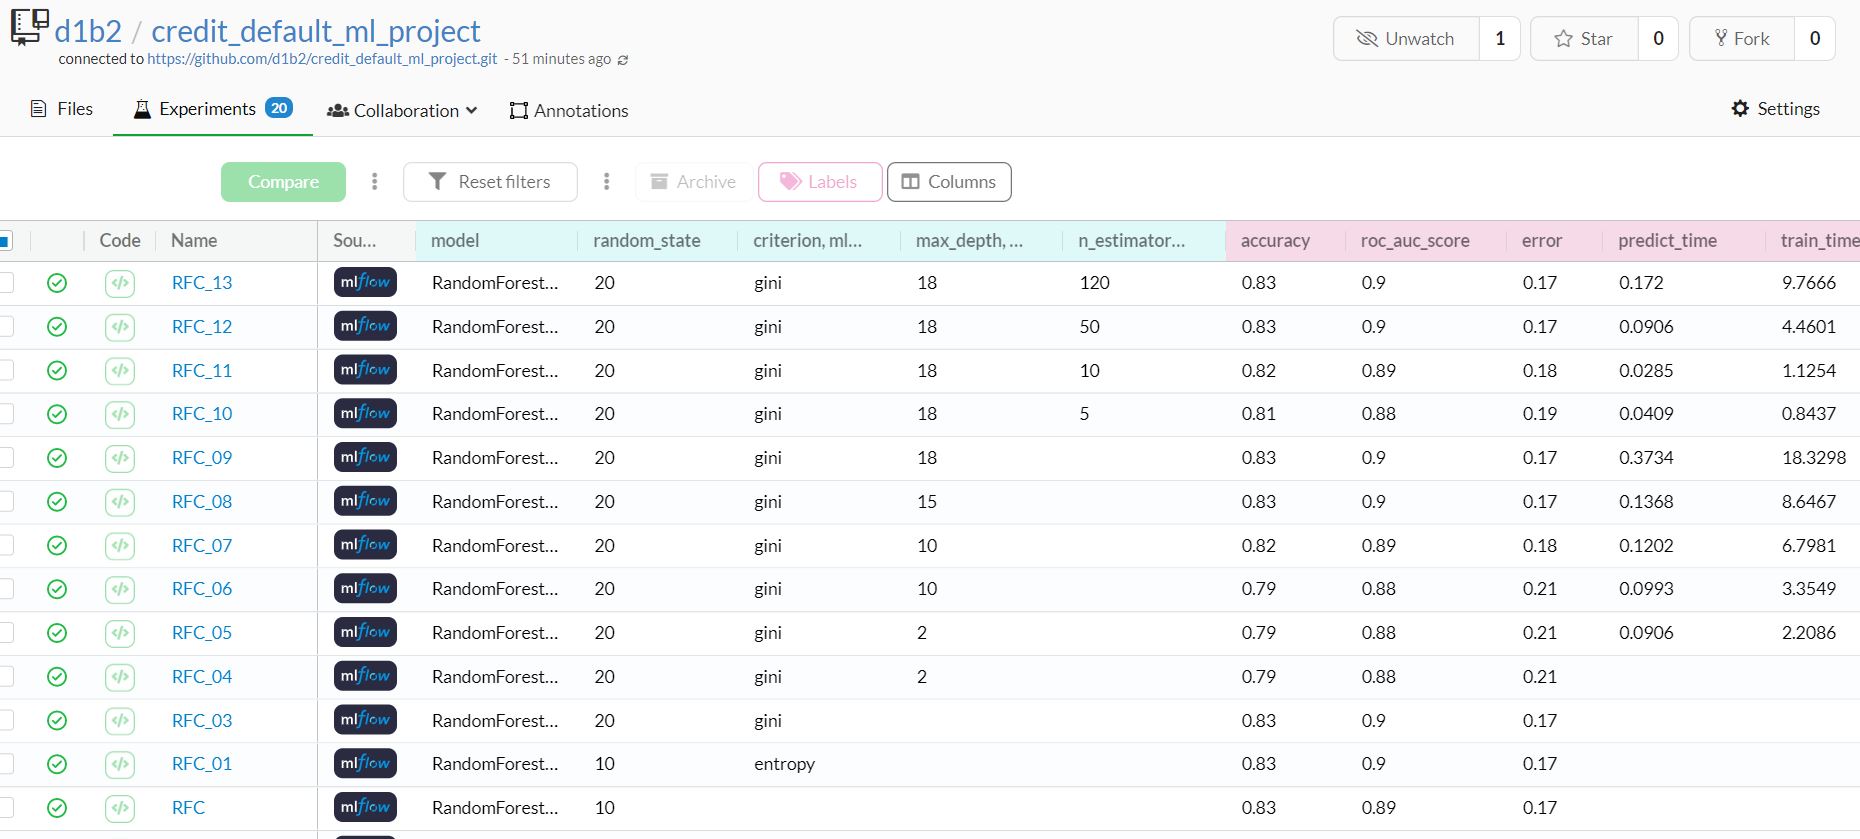 d1b2 / credit_default_ml_project
connected to https://github.com/d1b2/credit_default_ml_project.git - 51 minutes ago
Unwatch 1 Star 0 Fork 0
Files Experiments 20 Collaboration Annotations Settings
Compare Reset filters Archive Labels Columns
Code Name Sou... model random_state criterion, ml... max_depth, ... n_estimator... accuracy roc_auc_score error predict_time train_time
RFC_13 mlflow RandomForest... 20 gini 18 120 0.83 0.9 0.17 0.172 9.7666
RFC_12 mlflow RandomForest... 20 gini 18 50 0.83 0.9 0.17 0.0906 4.4601
RFC_11 mlflow RandomForest... 20 gini 18 10 0.82 0.89 0.18 0.0285 1.1254
RFC_10 mlflow RandomForest... 20 gini 18 5 0.81 0.88 0.19 0.0409 0.8437
RFC_09 mlflow RandomForest... 20 gini 18 0.83 0.9 0.17 0.3734 18.3298
RFC_08 mlflow RandomForest... 20 gini 15 0.83 0.9 0.17 0.1368 8.6467
RFC_07 mlflow RandomForest... 20 gini 10 0.82 0.89 0.18 0.1202 6.7981
RFC_06 mlflow RandomForest... 20 gini 10 0.79 0.88 0.21 0.0993 3.3549
RFC_05 mlflow RandomForest... 20 gini 2 0.79 0.88 0.21 0.0906 2.2086
RFC_04 mlflow RandomForest... 20 gini 2 0.79 0.88 0.21
RFC_03 mlflow RandomForest... 20 gini 0.83 0.9 0.17
RFC_01 mlflow RandomForest... 10 entropy 0.83 0.9 0.17
RFC mlflow RandomForest... 10 0.83 0.89 0.17